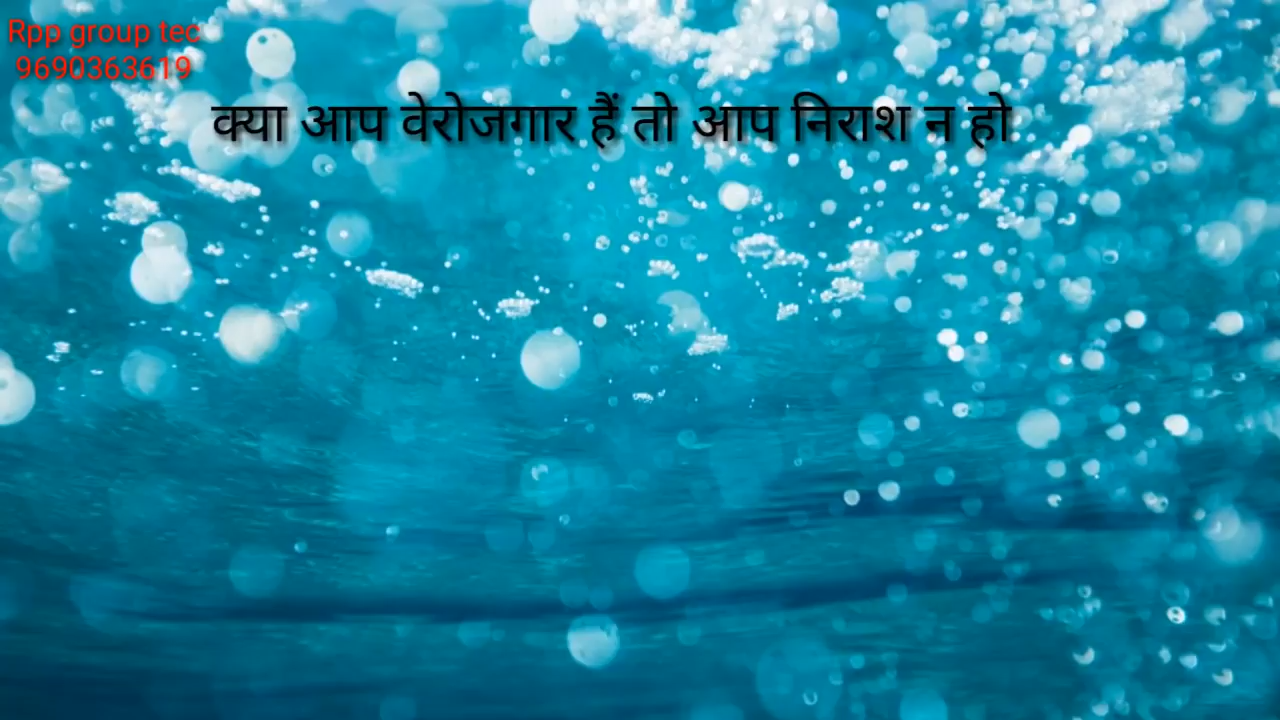 Rpp group tec
9690363619
क्या आप वेरोजगार हैं तो आप निराश न हो